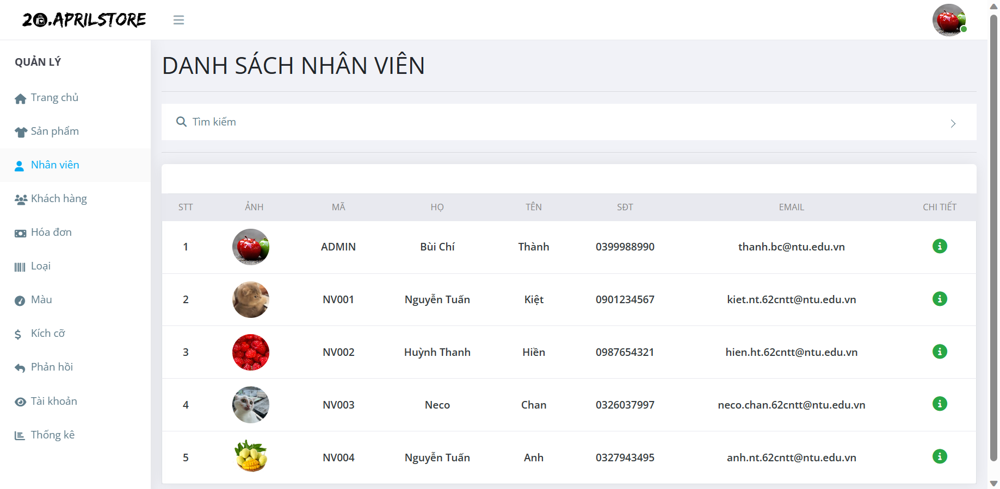 20.APRILSTORE
QUẢN LÝ
Trang chủ
Sản phẩm
Nhân viên
Khách hàng
Hóa đơn
Loại
Màu
Kích cỡ
Phản hồi
Tài khoản
Thống kê
DANH SÁCH NHÂN VIÊN
Tìm kiếm
STT ẢNH MÃ HỌ TÊN SĐT EMAIL CHI TIẾT
1 ADMIN Bùi Chí Thành 0399988990 thanh.bc@ntu.edu.vn
2 NV001 Nguyễn Tuấn Kiệt 0901234567 kiet.nt.62cntt@ntu.edu.vn
3 NV002 Huỳnh Thanh Hiền 0987654321 hien.ht.62cntt@ntu.edu.vn
4 NV003 Neco Chan 0326037997 neco.chan.62cntt@ntu.edu.vn
5 NV004 Nguyễn Tuấn Anh 0327943495 anh.nt.62cntt@ntu.edu.vn